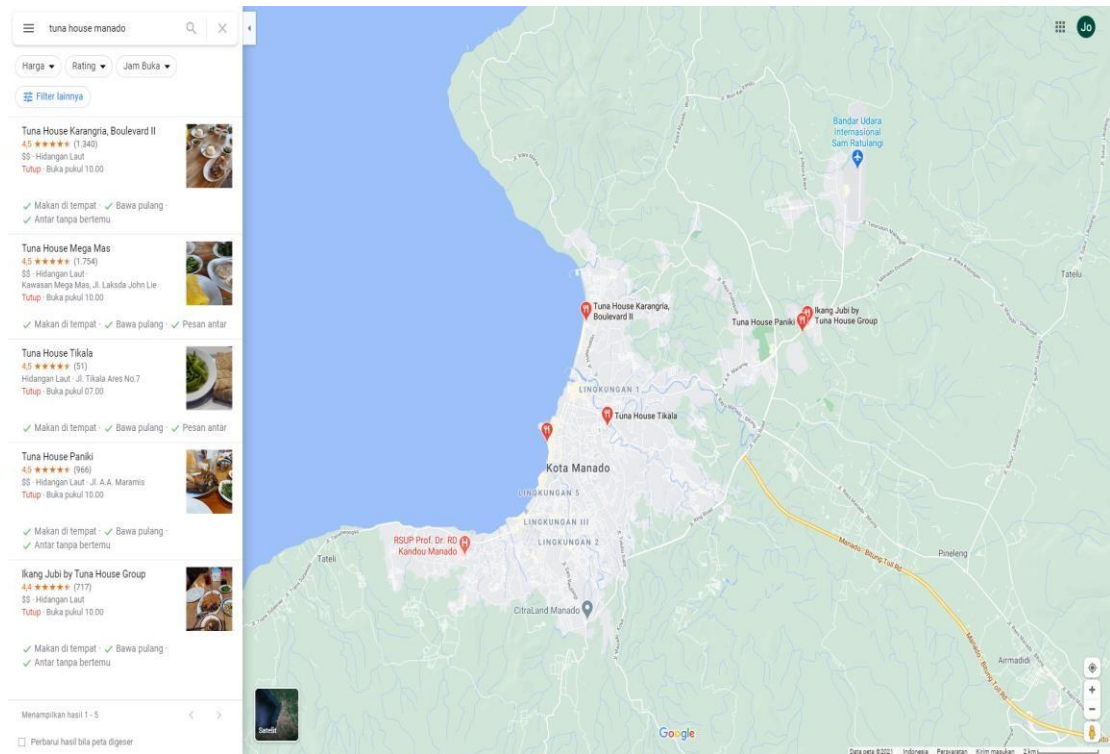 tuna house manado
Harga
Rating
Jam Buka
Filter lainnya
Tuna House Karangria, Boulevard II
4,5 (1.340)
$$ · Hidangan Laut
Tutup · Buka pukul 10.00
Makan di tempat · Bawa pulang ·
Antar tanpa bertemu
Tuna House Mega Mas
4,5 (1.754)
$$ · Hidangan Laut ·
Kawasan Mega Mas, Jl. Laksda John Lie
Tutup · Buka pukul 10.00
Makan di tempat · Bawa pulang · Pesan antar
Tuna House Tikala
4,5 (51)
Hidangan Laut · Jl. Tikala Ares No.7
Tutup · Buka pukul 07.00
Makan di tempat · Bawa pulang · Pesan antar
Tuna House Paniki
4,5 (966)
$$ · Hidangan Laut · Jl. A.A. Maramis
Tutup · Buka pukul 10.00
Makan di tempat · Bawa pulang ·
Antar tanpa bertemu
Ikang Jubi by Tuna House Group
4,4 (717)
$$ · Hidangan Laut
Tutup · Buka pukul 10.00
Makan di tempat · Bawa pulang ·
Antar tanpa bertemu
Menampilkan hasil 1 - 5
Perbarui hasil bila peta digeser
Jo
Bandar Udara
Internasional
Sam Ratulangi
Tatelu
Tuna House Karangria,
Boulevard II
Tuna House Paniki
Ikang Jubi by
Tuna House Group
LINGKUNGAN 1
Tuna House Tikala
Kota Manado
LINGKUNGAN 5
LINGKUNGAN III
LINGKUNGAN 2
RSUP Prof. Dr. RD
Kandou Manado
Tateli
CitraLand Manado
Manado - Bitung Toll Rd
Pineleng
Airmadidi
Manado - Bitung Toll Rd
Satelit
Google
Data peta ©2021 Indonesia Persyaratan Kirim masukan 2 km